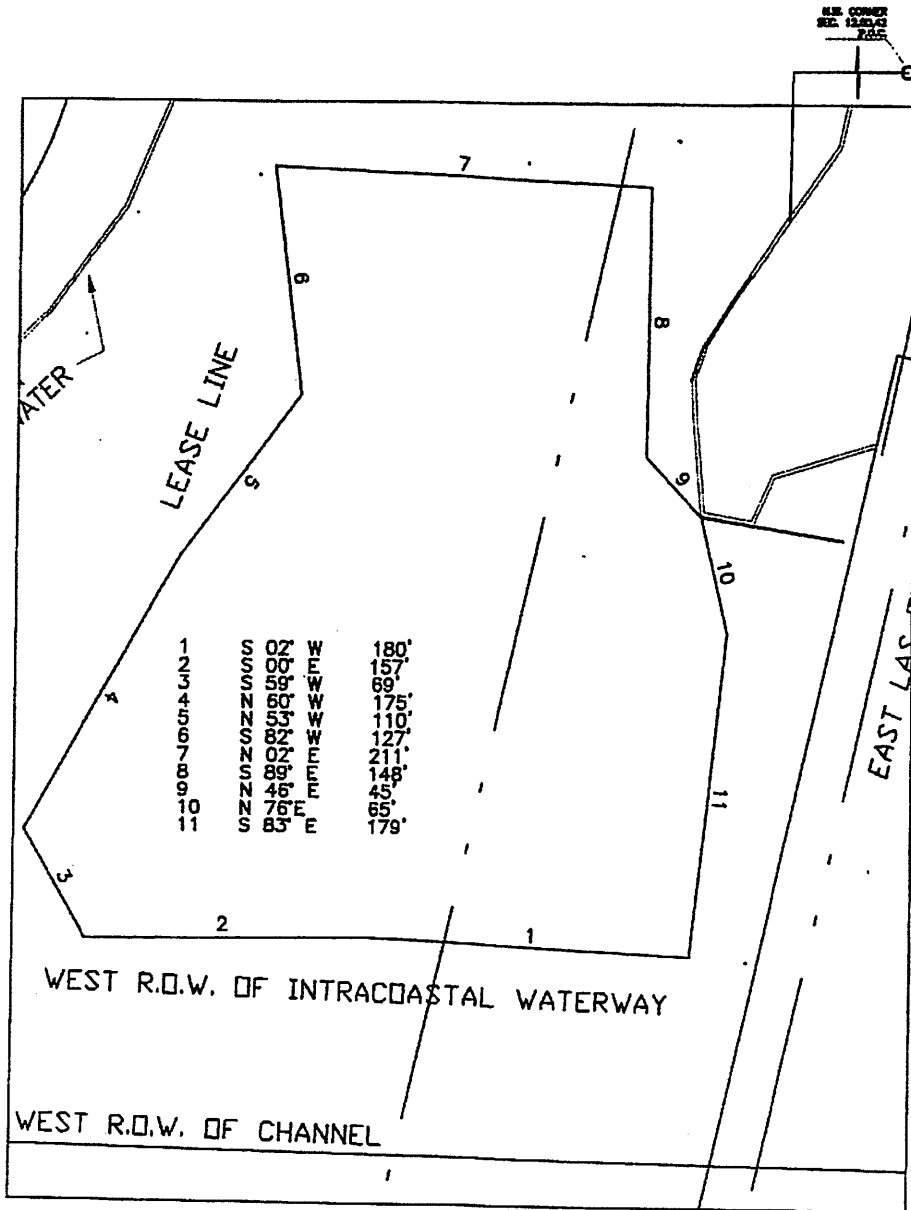 N.E. CORNER
P.O.C.
7
6
8
WATER
LEASE LINE
5
9
10
1 S 02° W 180'
2 S 00° E 157'
3 S 59° W 69'
4 N 60° W 175'
5 N 53° W 110'
6 S 82° W 127'
7 N 02° E 211'
8 S 89° E 148'
9 N 46° E 45'
10 N 76°E 65'
11 S 83° E 179'
4
EAST LAS
11
3
2
1
WEST R.O.W. OF INTRACOASTAL WATERWAY
WEST R.O.W. OF CHANNEL